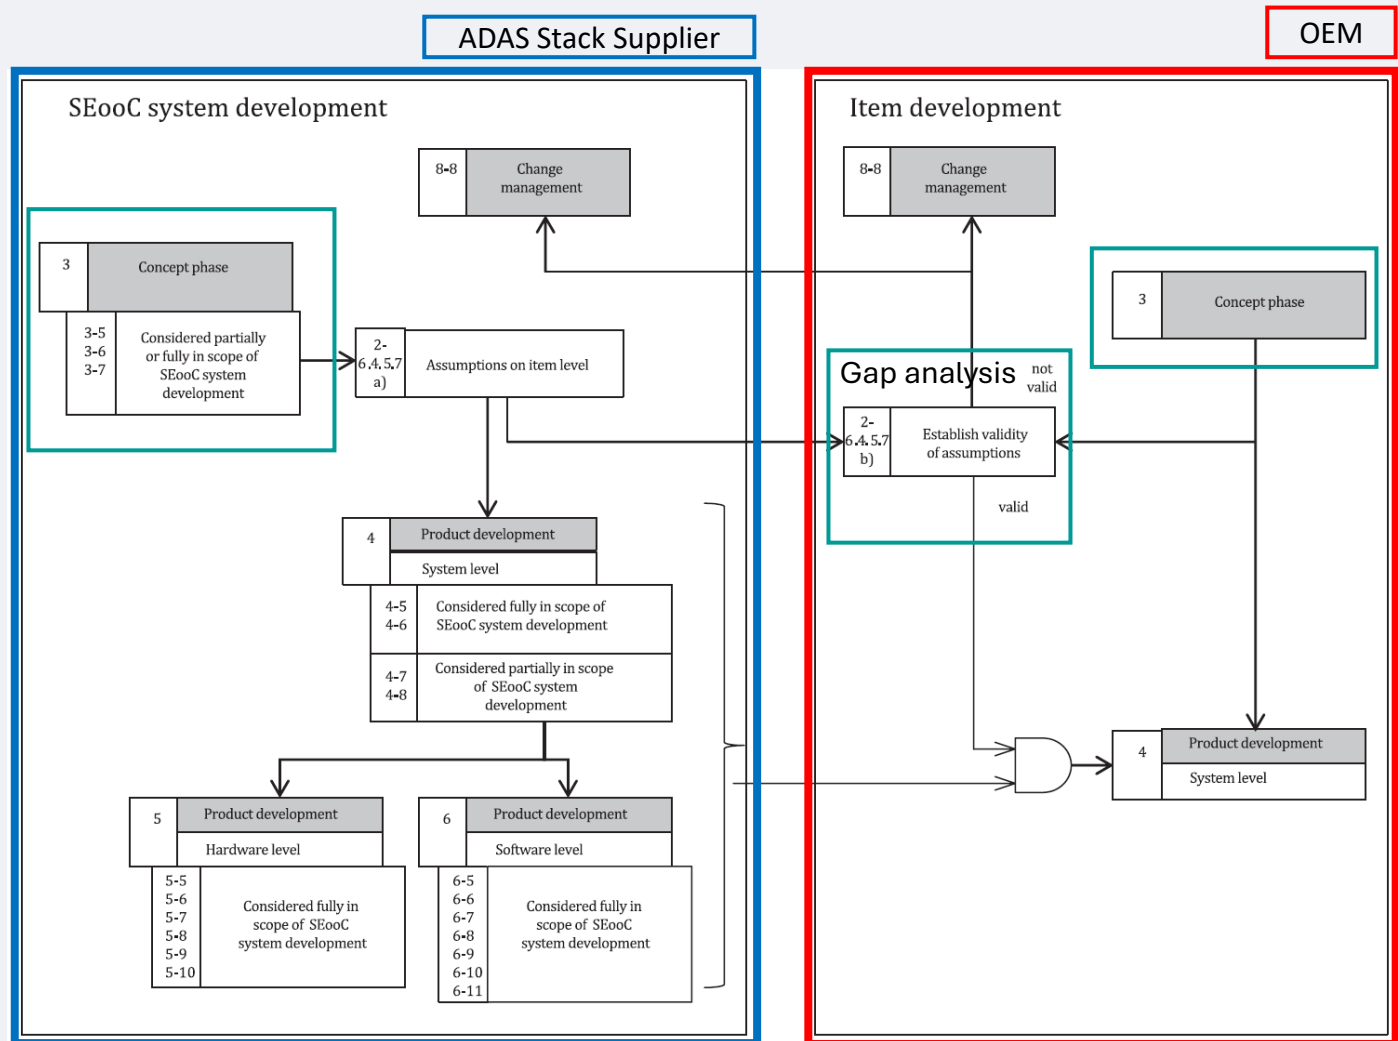 ADAS Stack Supplier
OEM
SEooC system development
8-8
Change
management
3
Concept phase
3-5
3-6
3-7
Considered partially
or fully in scope of
SEooC system
development
2-
6.4.5.7
a)
Assumptions on item level
4
Product development
System level
4-5
4-6
Considered fully in scope of
SEooC system development
4-7
4-8
Considered partially in scope
of SEooC system
development
5
Product development
Hardware level
5-5
5-6
5-7
5-8
5-9
5-10
Considered fully in
scope of SEooC
system development
6
Product development
Software level
6-5
6-6
6-7
6-8
6-9
6-10
6-11
Considered fully in
scope of SEooC
system development
Item development
8-8
Change
management
3
Concept phase
Gap analysis
not
valid
2-
6.4.5.7
b)
Establish validity
of assumptions
valid
4
Product development
System level